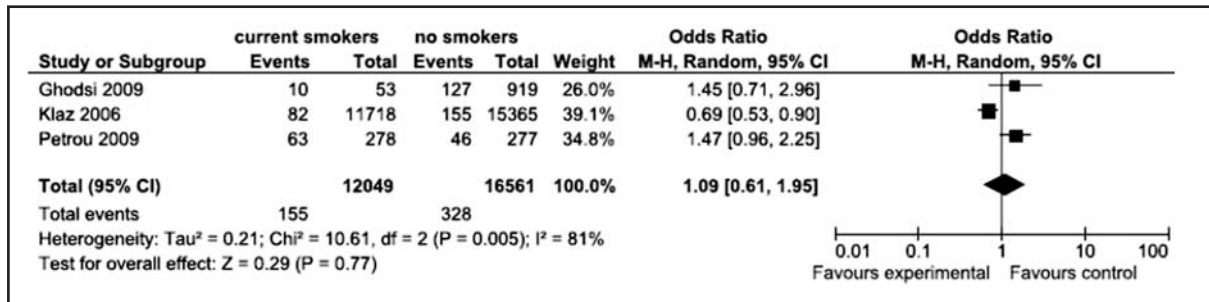 current smokers no smokers Odds Ratio Odds Ratio
Study or Subgroup Events Total Events Total Weight M-H, Random, 95% CI M-H, Random, 95% CI
Ghodsi 2009 10 53 127 919 26.0% 1.45 [0.71, 2.96]
Klaz 2006 82 11718 155 15365 39.1% 0.69 [0.53, 0.90]
Petrou 2009 63 278 46 277 34.8% 1.47 [0.96, 2.25]
Total (95% CI) 12049 16561 100.0% 1.09 [0.61, 1.95]
Total events 155 328
Heterogeneity: Tau² = 0.21; Chi² = 10.61, df = 2 (P = 0.005); I² = 81%
Test for overall effect: Z = 0.29 (P = 0.77)
0.01 0.1 1 10 100
Favours experimental Favours control